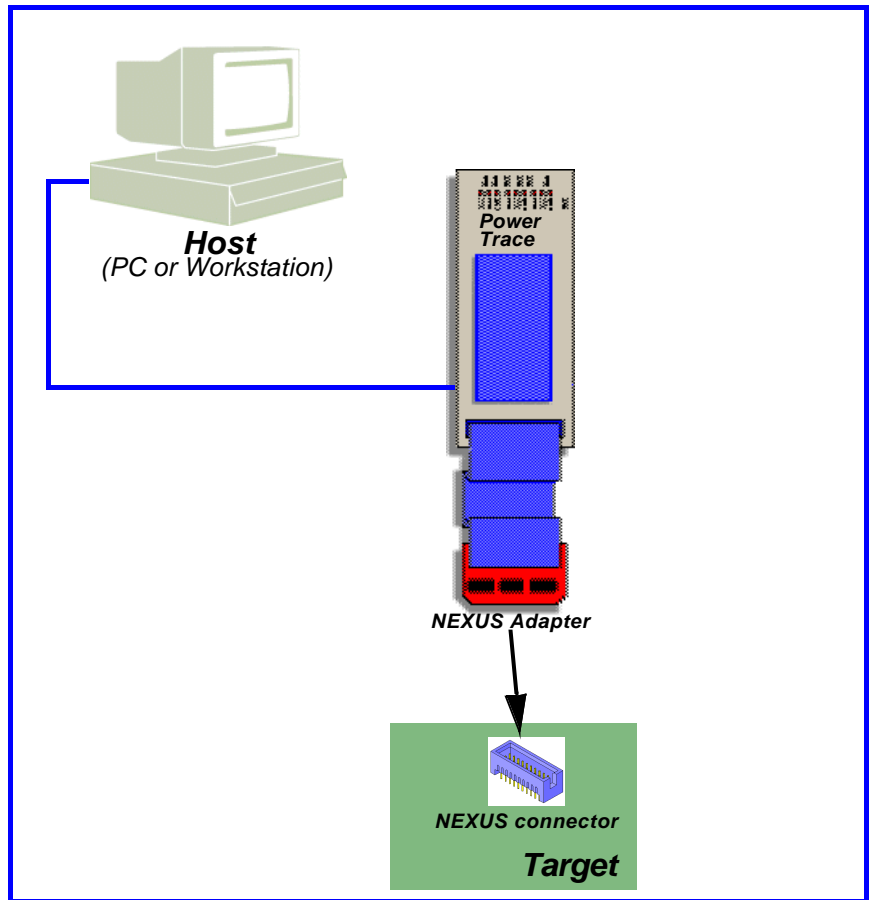 Host
(PC or Workstation)
Power
Trace
NEXUS Adapter
NEXUS connector
Target